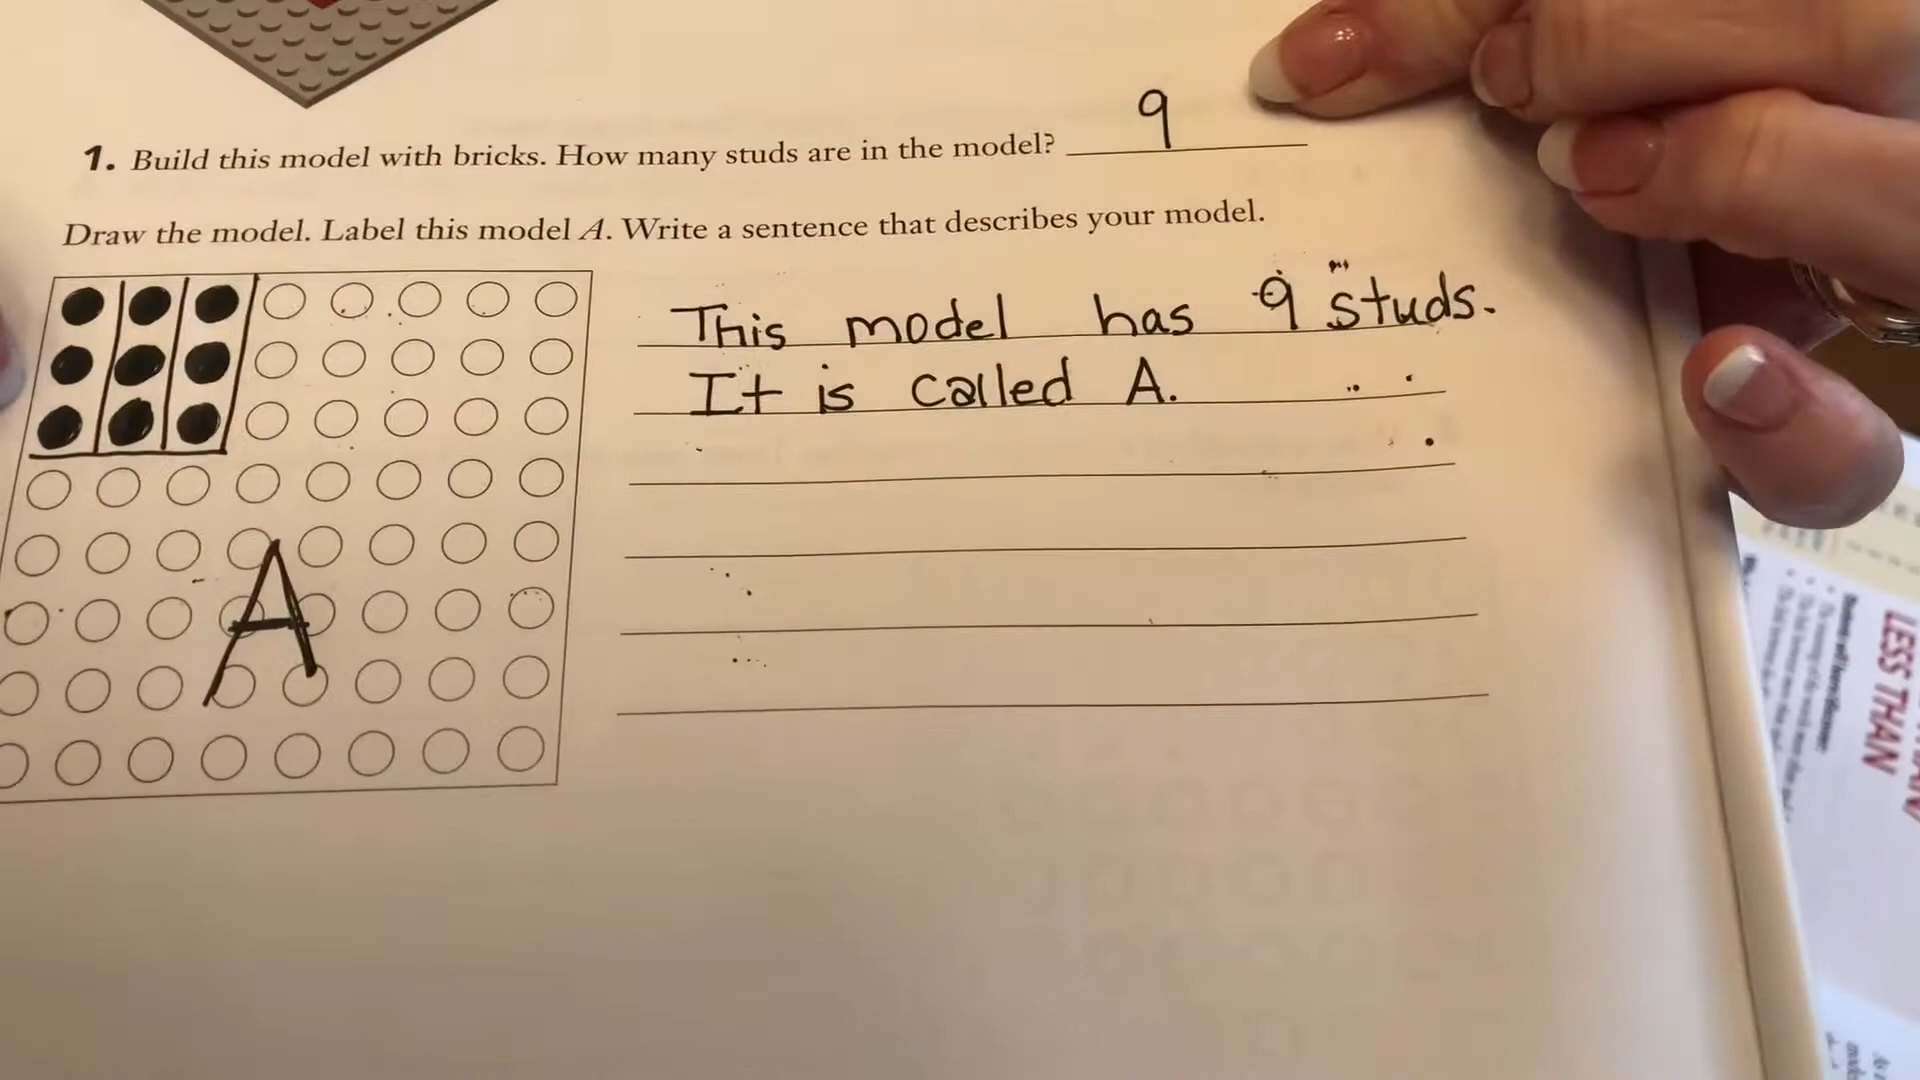 1. Build this model with bricks. How many studs are in the model? 9
Draw the model. Label this model A. Write a sentence that describes your model.
This model has 9 studs.
It is called A.
A
LESS THAN